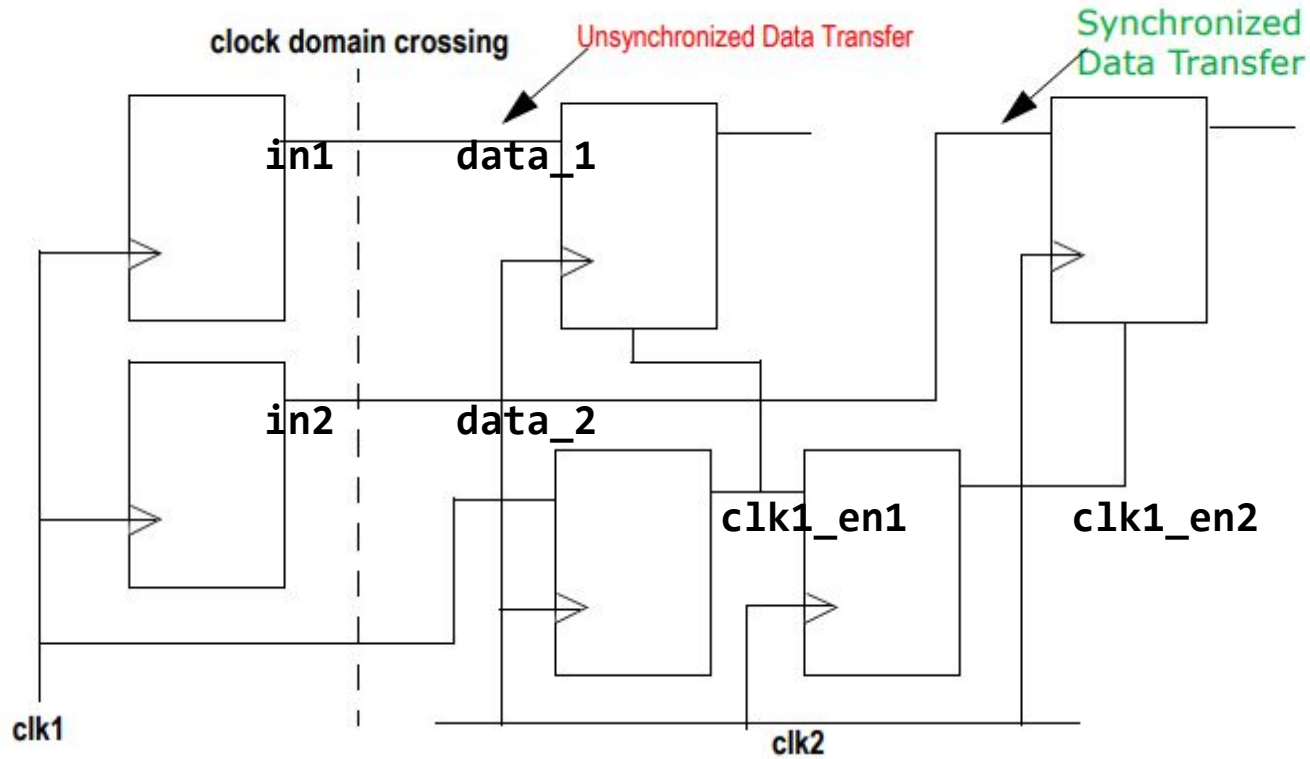 clock domain crossing
Unsynchronized Data Transfer
Synchronized
Data Transfer
in1
data_1
in2
data_2
clk1_en1
clk1_en2
clk1
clk2